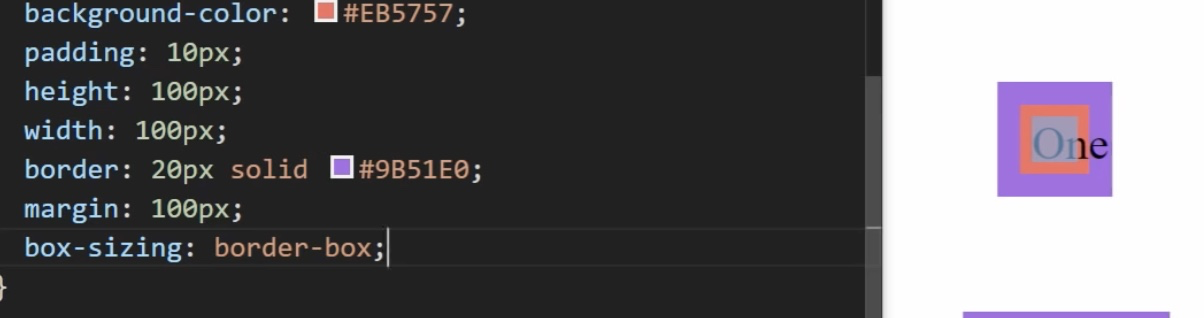 background-color: #EB5757;
padding: 10px;
height: 100px;
width: 100px;
border: 20px solid #9B51E0;
margin: 100px;
box-sizing: border-box;
}
One